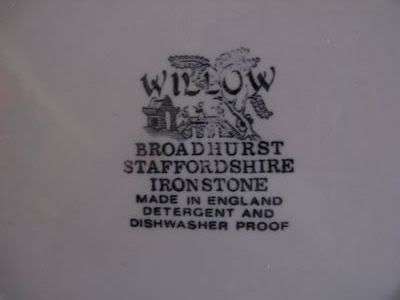 WILLOW
BROADHURST
STAFFORDSHIRE
IRONSTONE
MADE IN ENGLAND
DETERGENT AND
DISHWASHER PROOF